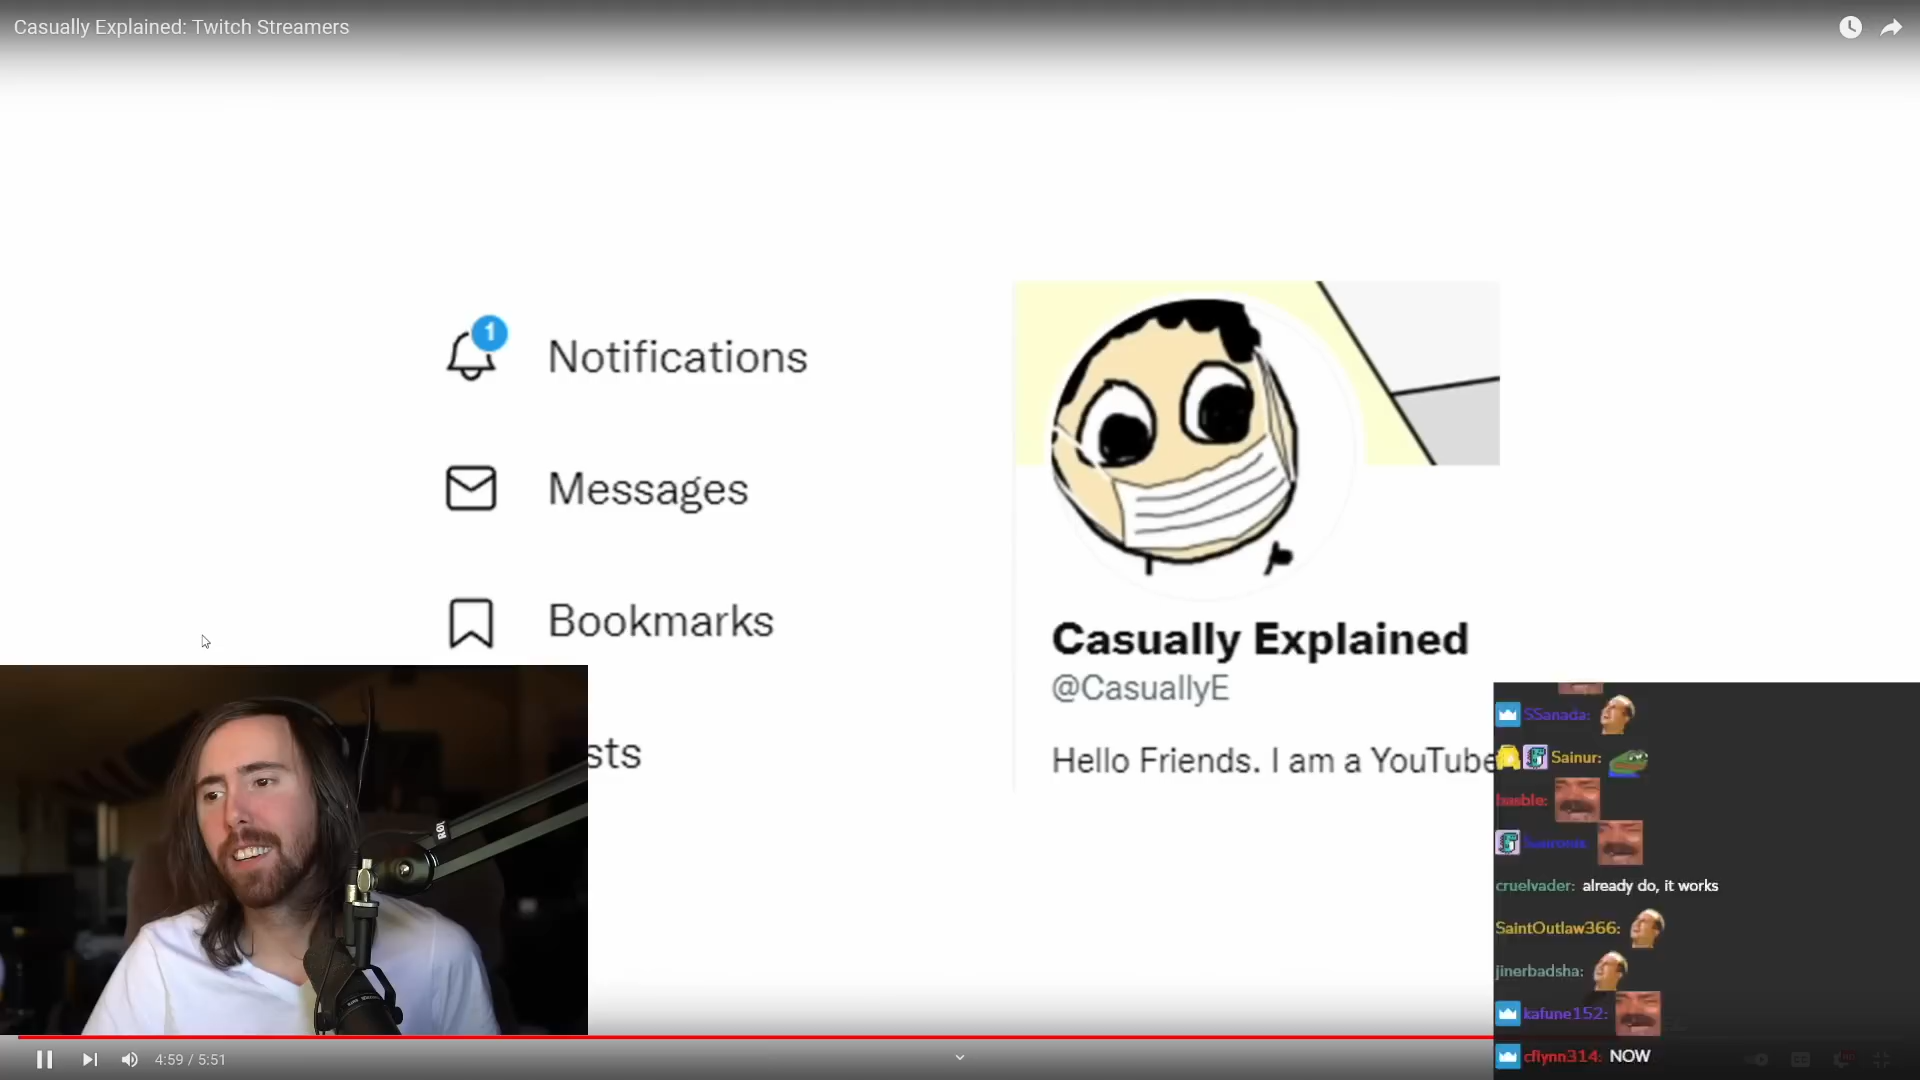 Casually Explained: Twitch Streamers
1
Notifications
Messages
Bookmarks
sts
Casually Explained
@CasuallyE
Hello Friends. I am a YouTube
SSanada:
Sainur:
basble:
cruelvader: already do, it works
SaintOutlaw366:
jinerbadsha:
kafune152:
cflynn314: NOW
4:59 / 5:51